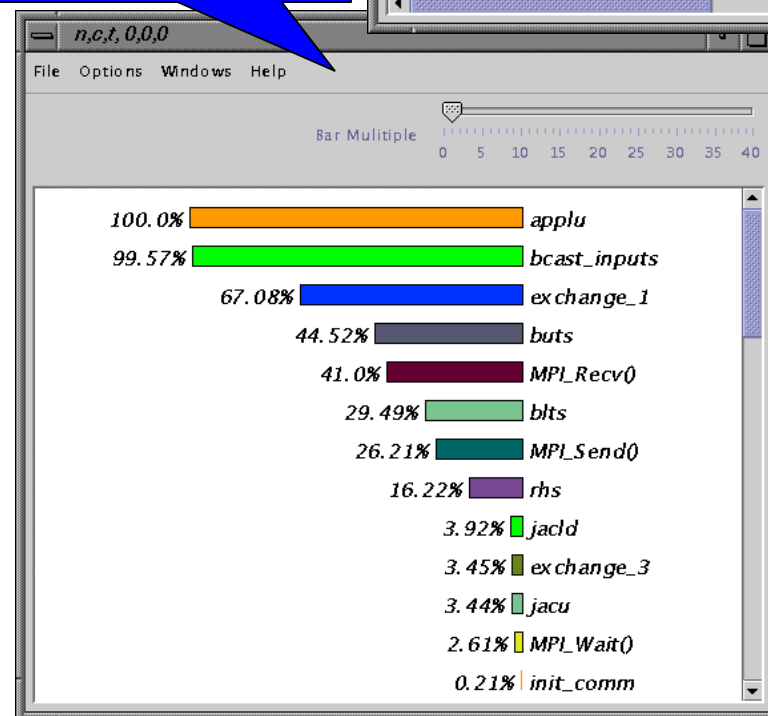 n,c,t, 0,0,0
File Options Windows Help
Bar Mulitiple
0 5 10 15 20 25 30 35 40
100.0% applu
99.57% bcast_inputs
67.08% exchange_1
44.52% buts
41.0% MPI_Recv()
29.49% blts
26.21% MPI_Send()
16.22% rhs
3.92% jacld
3.45% exchange_3
3.44% jacu
2.61% MPI_Wait()
0.21% init_comm